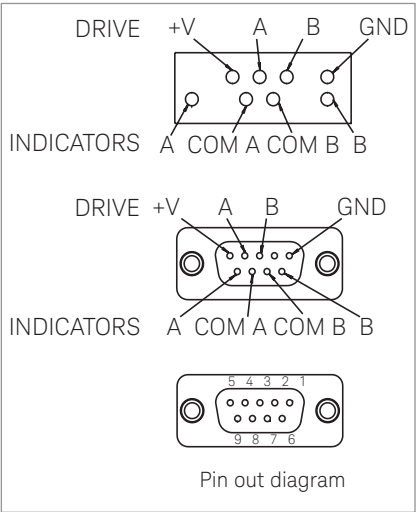 DRIVE +V A B GND
INDICATORS A COM A COM B B
DRIVE +V A B GND
INDICATORS A COM A COM B B
5 4 3 2 1
9 8 7 6
Pin out diagram